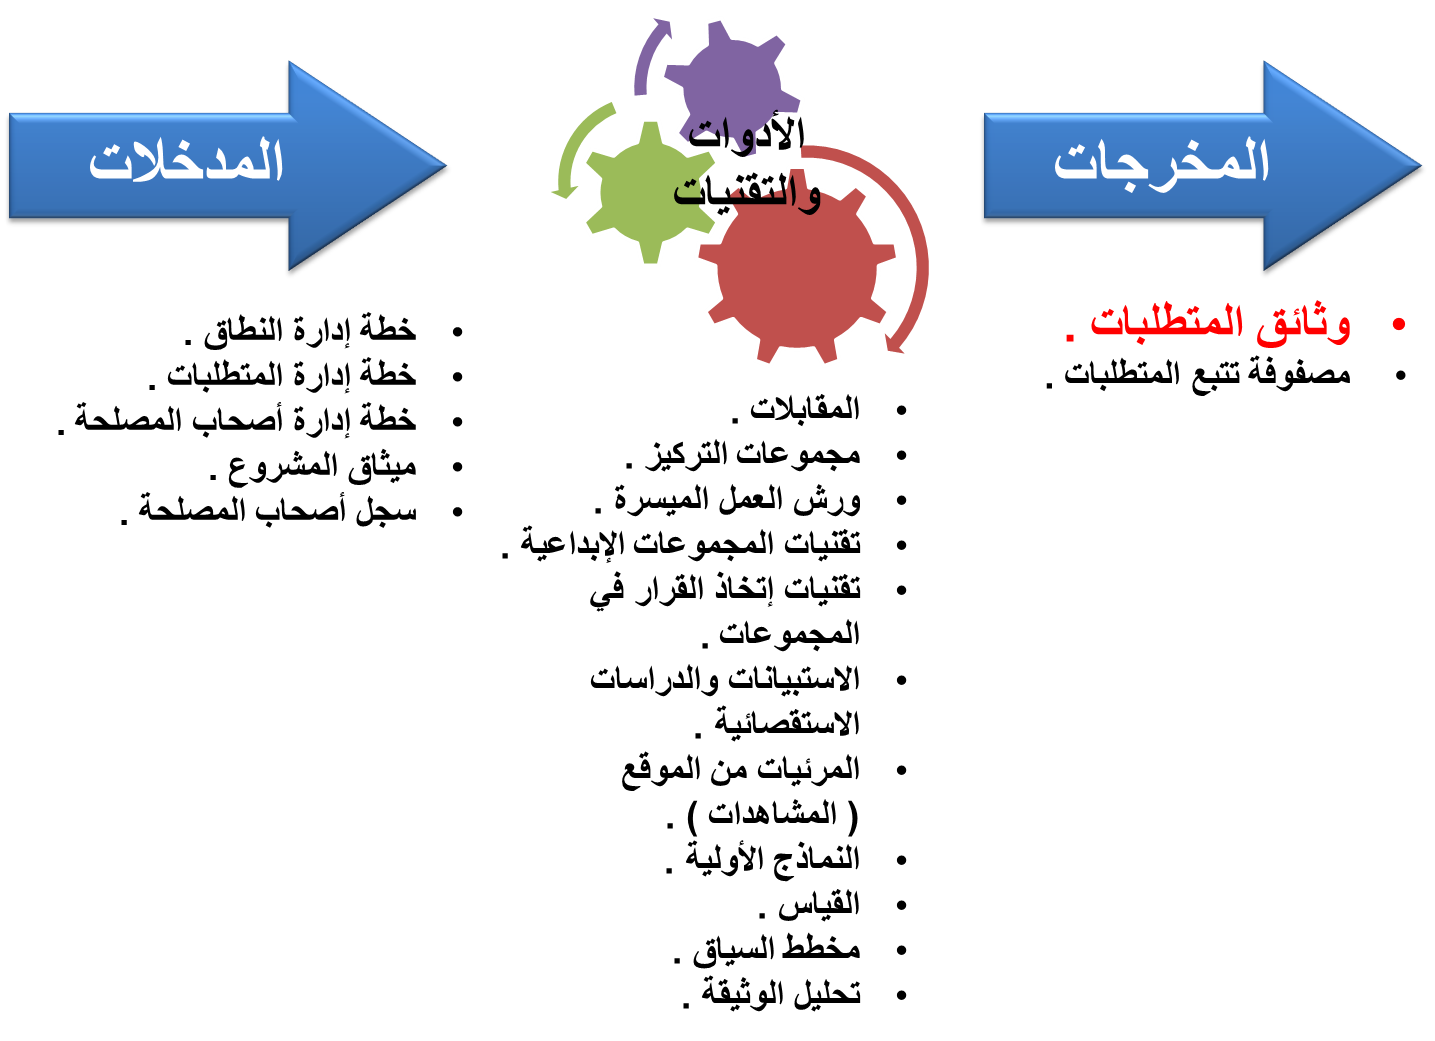 المدخلات
• خطة إدارة النطاق .
• خطة إدارة المتطلبات .
• خطة إدارة أصحاب المصلحة .
• ميثاق المشروع .
• سجل أصحاب المصلحة .
الأدوات
والتقنيات
• المقابلات .
• مجموعات التركيز .
• ورش العمل الميسرة .
• تقنيات المجموعات الإبداعية .
• تقنيات إتخاذ القرار في
المجموعات .
• الاستبيانات والدراسات
الاستقصائية .
• المرئيات من الموقع
( المشاهدات ) .
• النماذج الأولية .
• القياس .
• مخطط السياق .
• تحليل الوثيقة .
المخرجات
• وثائق المتطلبات .
• مصفوفة تتبع المتطلبات .